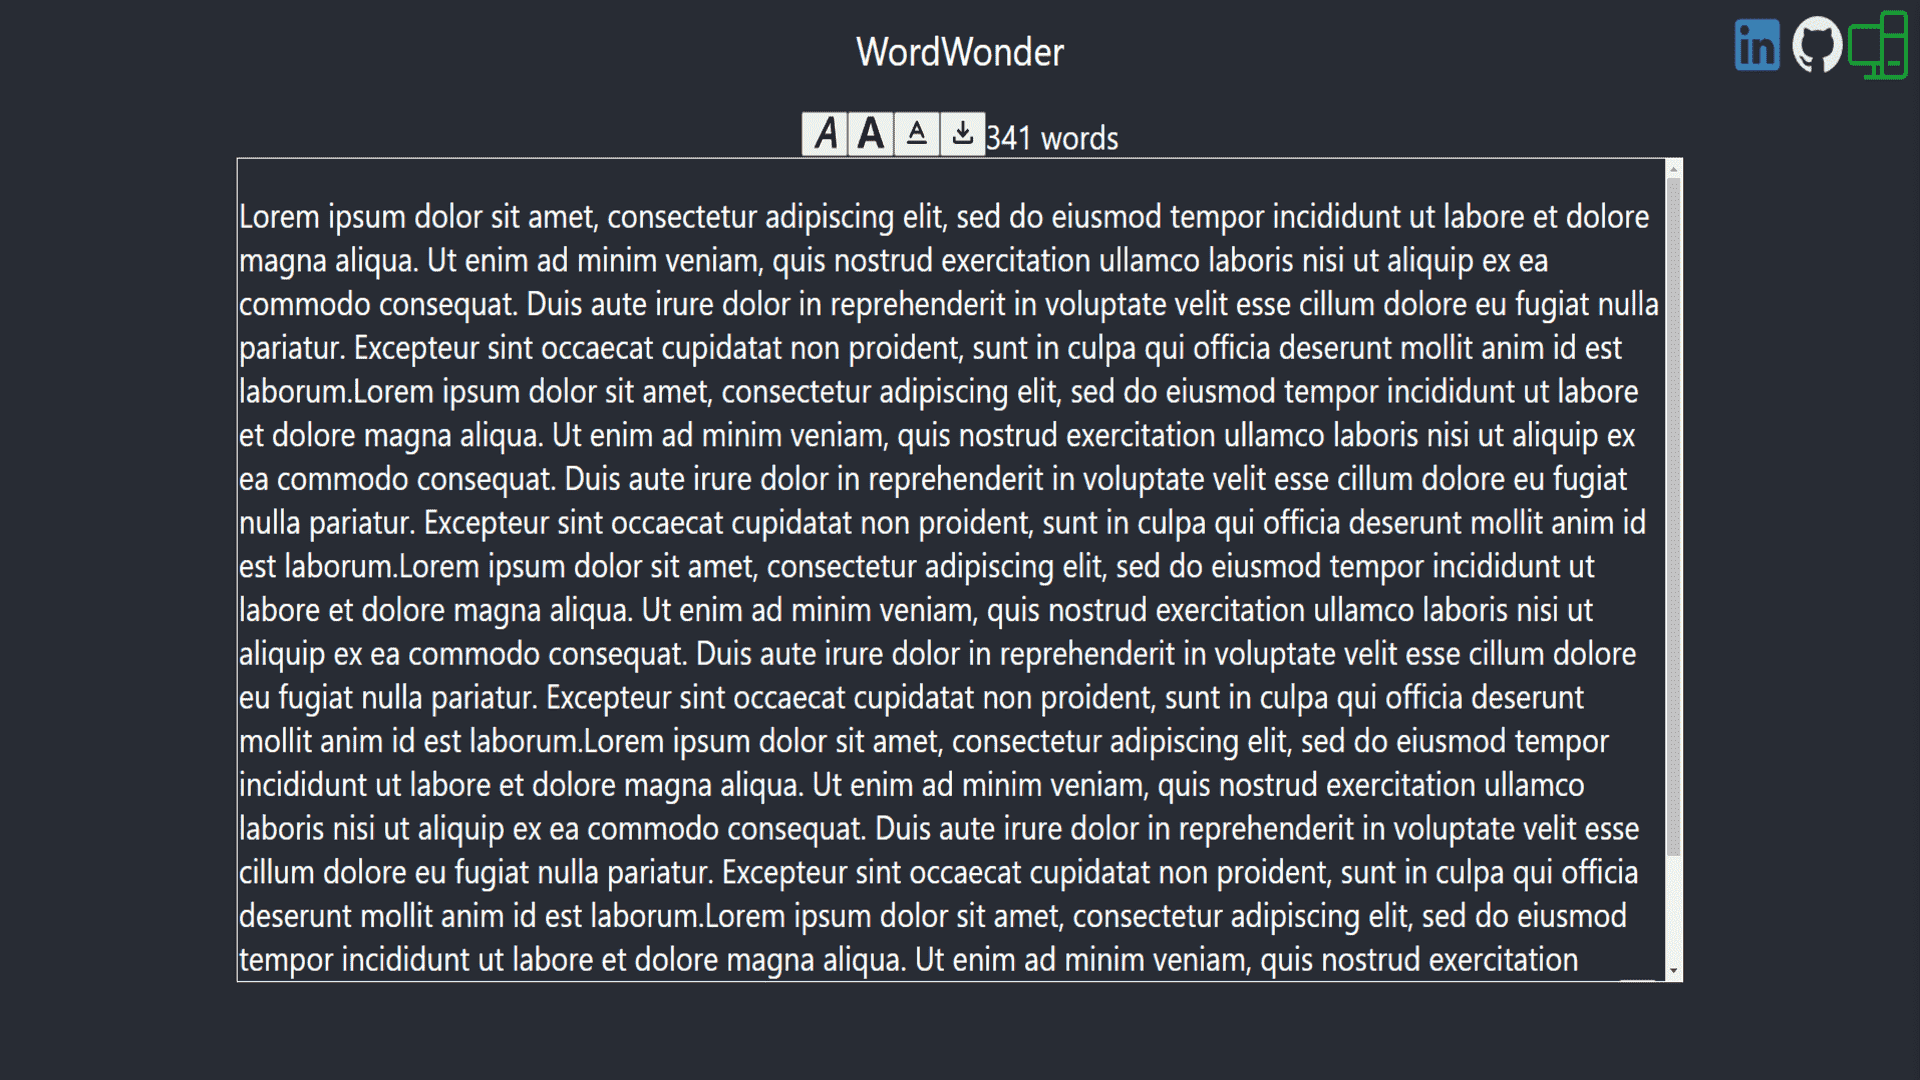 WordWonder
341 words
Lorem ipsum dolor sit amet, consectetur adipiscing elit, sed do eiusmod tempor incididunt ut labore et dolore
magna aliqua. Ut enim ad minim veniam, quis nostrud exercitation ullamco laboris nisi ut aliquip ex ea
commodo consequat. Duis aute irure dolor in reprehenderit in voluptate velit esse cillum dolore eu fugiat nulla
pariatur. Excepteur sint occaecat cupidatat non proident, sunt in culpa qui officia deserunt mollit anim id est
laborum.Lorem ipsum dolor sit amet, consectetur adipiscing elit, sed do eiusmod tempor incididunt ut labore
et dolore magna aliqua. Ut enim ad minim veniam, quis nostrud exercitation ullamco laboris nisi ut aliquip ex
ea commodo consequat. Duis aute irure dolor in reprehenderit in voluptate velit esse cillum dolore eu fugiat
nulla pariatur. Excepteur sint occaecat cupidatat non proident, sunt in culpa qui officia deserunt mollit anim id
est laborum.Lorem ipsum dolor sit amet, consectetur adipiscing elit, sed do eiusmod tempor incididunt ut
labore et dolore magna aliqua. Ut enim ad minim veniam, quis nostrud exercitation ullamco laboris nisi ut
aliquip ex ea commodo consequat. Duis aute irure dolor in reprehenderit in voluptate velit esse cillum dolore
eu fugiat nulla pariatur. Excepteur sint occaecat cupidatat non proident, sunt in culpa qui officia deserunt
mollit anim id est laborum.Lorem ipsum dolor sit amet, consectetur adipiscing elit, sed do eiusmod tempor
incididunt ut labore et dolore magna aliqua. Ut enim ad minim veniam, quis nostrud exercitation ullamco
laboris nisi ut aliquip ex ea commodo consequat. Duis aute irure dolor in reprehenderit in voluptate velit esse
cillum dolore eu fugiat nulla pariatur. Excepteur sint occaecat cupidatat non proident, sunt in culpa qui officia
deserunt mollit anim id est laborum.Lorem ipsum dolor sit amet, consectetur adipiscing elit, sed do eiusmod
tempor incididunt ut labore et dolore magna aliqua. Ut enim ad minim veniam, quis nostrud exercitation